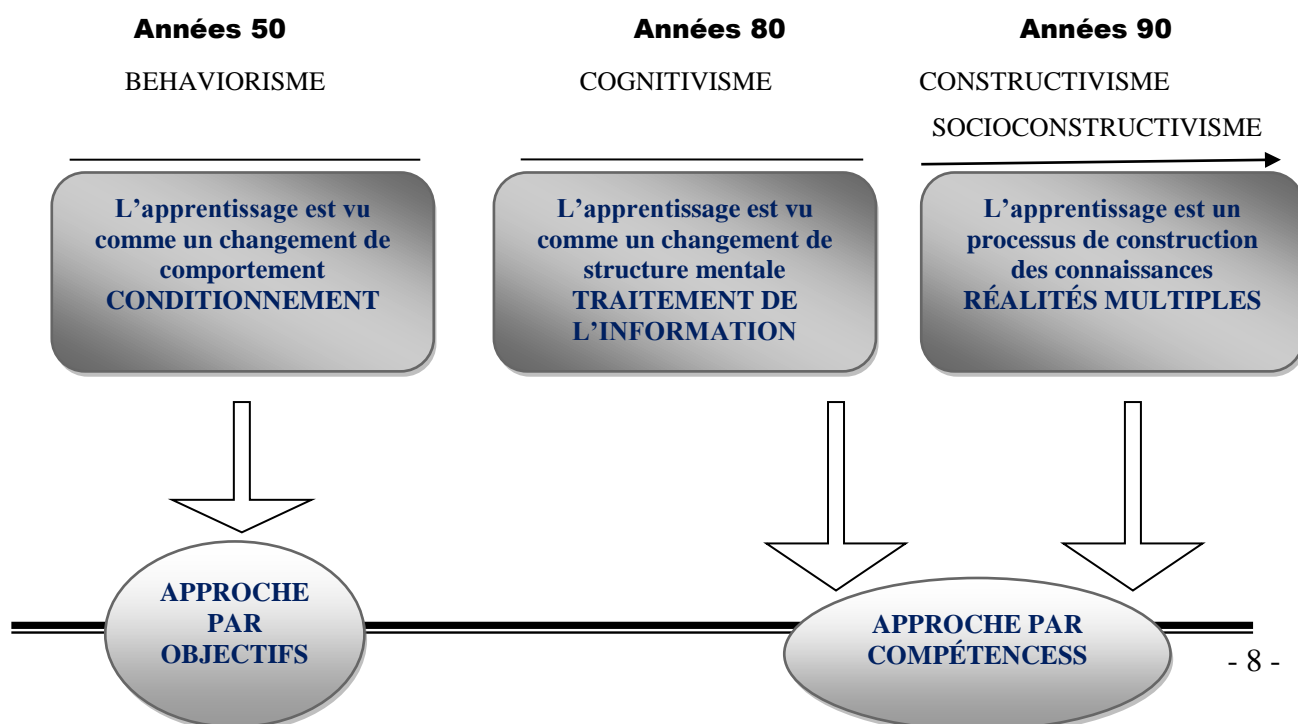 Années 50
Années 80
Années 90
BEHAVIORISME
COGNITIVISME
CONSTRUCTIVISME
SOCIOCONSTRUCTIVISME
L’apprentissage est vu
comme un changement de
comportement
CONDITIONNEMENT
L’apprentissage est vu
comme un changement de
structure mentale
TRAITEMENT DE
L’INFORMATION
L’apprentissage est un
processus de construction
des connaissances
RÉALITÉS MULTIPLES
APPROCHE
PAR
OBJECTIFS
APPROCHE PAR
COMPÉTENCESS
- 8 -